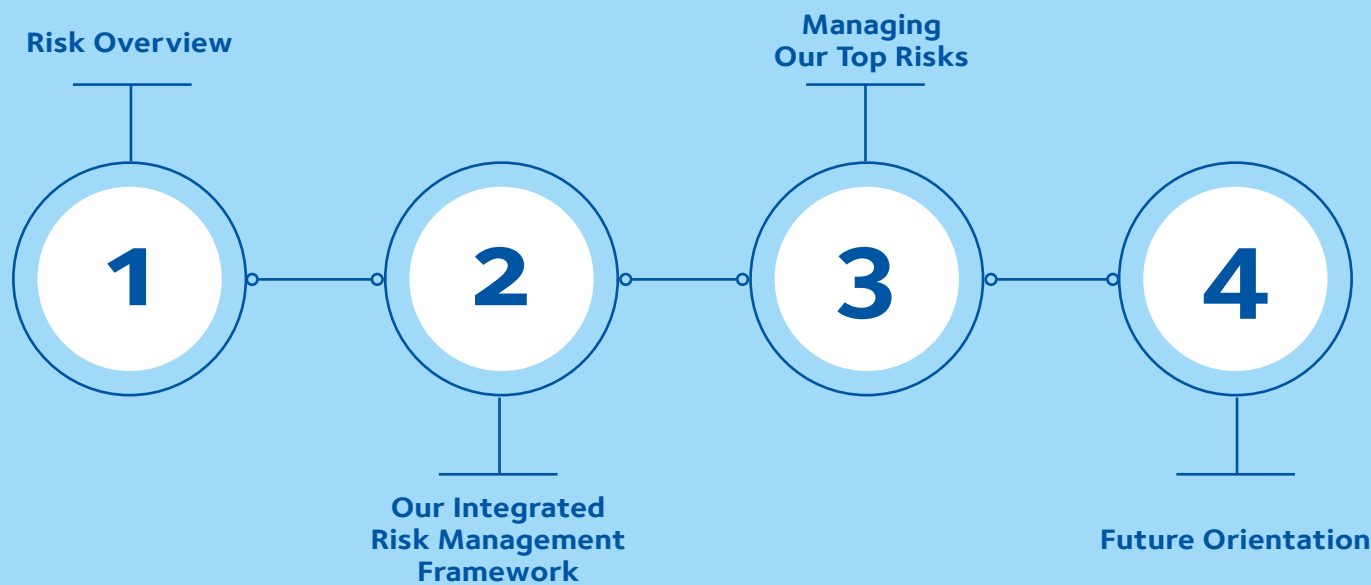 Risk Overview
1
2
Our Integrated
Risk Management
Framework
Managing
Our Top Risks
3
4
Future Orientation